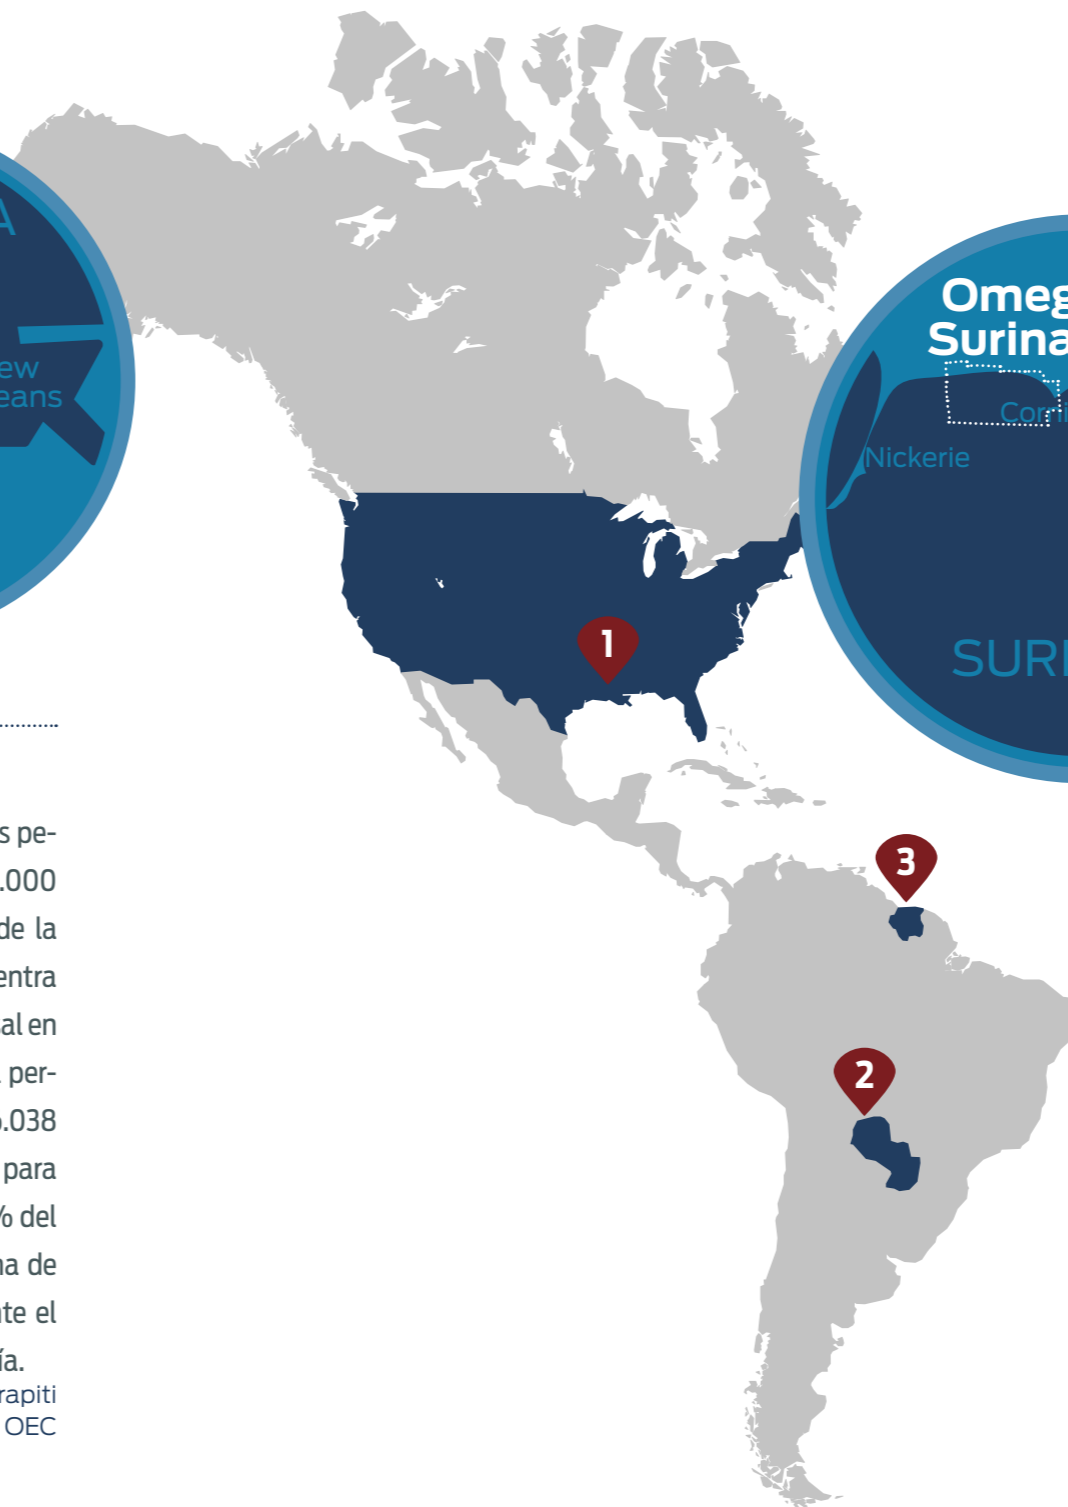 A
ew
eans
Omeg
Surina
Corni
Nickerie
SURI
1
3
2
s pe-
.000
de la
entra
al en
per-
.038
para
% del
na de
te el
ía.
rapiti
OEC